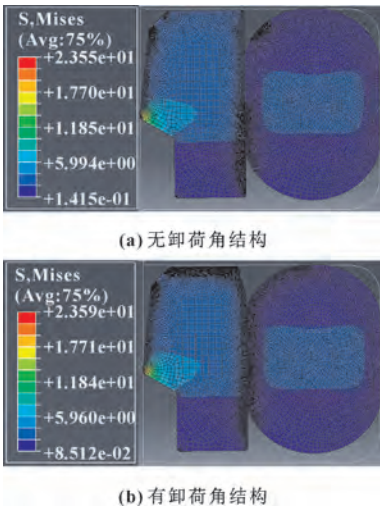 S,Mises
(Avg:75%)
+2.355e+01
+1.770e+01
+1.185e+01
+5.994e+00
+1.415e-01
(a) 无卸荷角结构
S,Mises
(Avg:75%)
+2.359e+01
+1.771e+01
+1.184e+01
+5.960e+00
+8.512e-02
(b) 有卸荷角结构